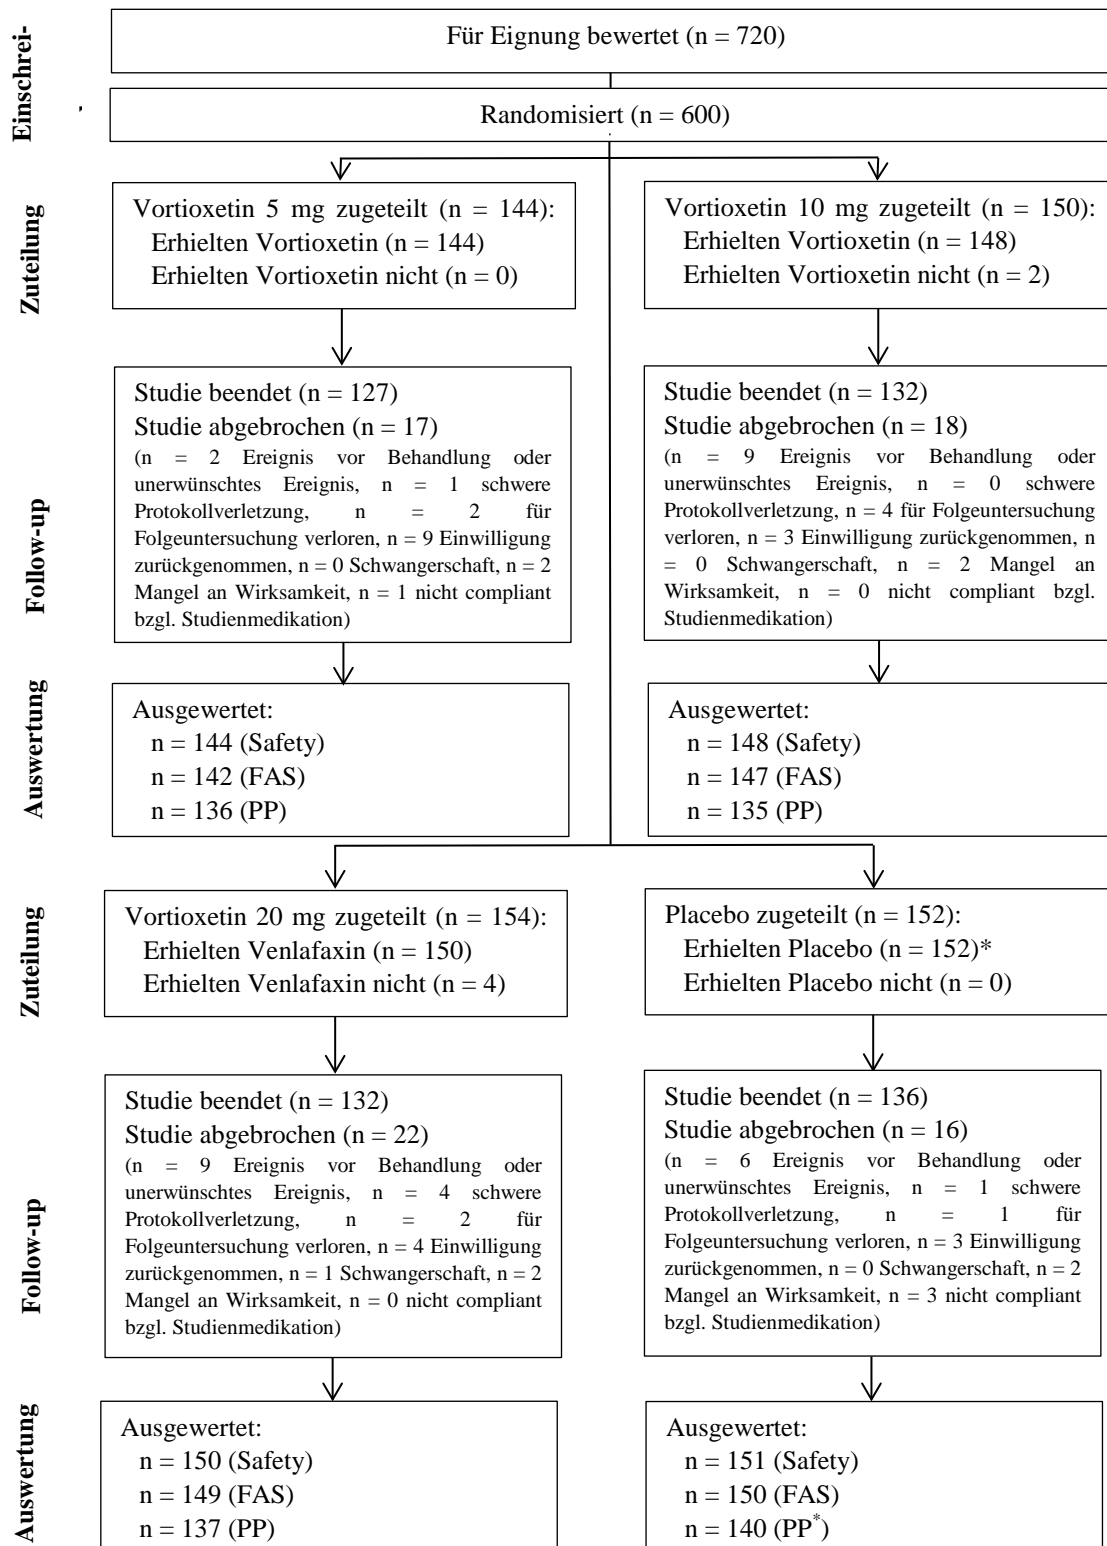 Einschrei-
Für Eignung bewertet (n = 720)
Randomisiert (n = 600)
Zuteilung
Vortioxetin 5 mg zugeteilt (n = 144):
Erhielten Vortioxetin (n = 144)
Erhielten Vortioxetin nicht (n = 0)
Vortioxetin 10 mg zugeteilt (n = 150):
Erhielten Vortioxetin (n = 148)
Erhielten Vortioxetin nicht (n = 2)
Follow-up
Studie beendet (n = 127)
Studie abgebrochen (n = 17)
(n = 2 Ereignis vor Behandlung oder
unerwünschtes Ereignis, n = 1 schwere
Protokollverletzung, n = 2 für
Folgeuntersuchung verloren, n = 9 Einwilligung
zurückgenommen, n = 0 Schwangerschaft, n = 2
Mangel an Wirksamkeit, n = 1 nicht compliant
bzgl. Studienmedikation)
Studie beendet (n = 132)
Studie abgebrochen (n = 18)
(n = 9 Ereignis vor Behandlung oder
unerwünschtes Ereignis, n = 0 schwere
Protokollverletzung, n = 4 für Folgeuntersuchung
verloren, n = 3 Einwilligung zurückgenommen, n
= 0 Schwangerschaft, n = 2 Mangel an
Wirksamkeit, n = 0 nicht compliant bzgl.
Studienmedikation)
Auswertung
Ausgewertet:
n = 144 (Safety)
n = 142 (FAS)
n = 136 (PP)
Ausgewertet:
n = 148 (Safety)
n = 147 (FAS)
n = 135 (PP)
Zuteilung
Vortioxetin 20 mg zugeteilt (n = 154):
Erhielten Venlafaxin (n = 150)
Erhielten Venlafaxin nicht (n = 4)
Placebo zugeteilt (n = 152):
Erhielten Placebo (n = 152)*
Erhielten Placebo nicht (n = 0)
Follow-up
Studie beendet (n = 132)
Studie abgebrochen (n = 22)
(n = 9 Ereignis vor Behandlung oder
unerwünschtes Ereignis, n = 4 schwere
Protokollverletzung, n = 2 für
Folgeuntersuchung verloren, n = 4 Einwilligung
zurückgenommen, n = 1 Schwangerschaft, n = 2
Mangel an Wirksamkeit, n = 0 nicht compliant
bzgl. Studienmedikation)
Studie beendet (n = 136)
Studie abgebrochen (n = 16)
(n = 6 Ereignis vor Behandlung oder
unerwünschtes Ereignis, n = 1 schwere
Protokollverletzung, n = 1 für
Folgeuntersuchung verloren, n = 3 Einwilligung
zurückgenommen, n = 0 Schwangerschaft, n = 2
Mangel an Wirksamkeit, n = 3 nicht compliant
bzgl. Studienmedikation)
Auswertung
Ausgewertet:
n = 150 (Safety)
n = 149 (FAS)
n = 137 (PP)
Ausgewertet:
n = 151 (Safety)
n = 150 (FAS)
n = 140 (PP*)